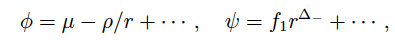 ϕ = μ − ρ/r + ⋯ ,   ψ = f₁r^{Δ₋} + ⋯ ,